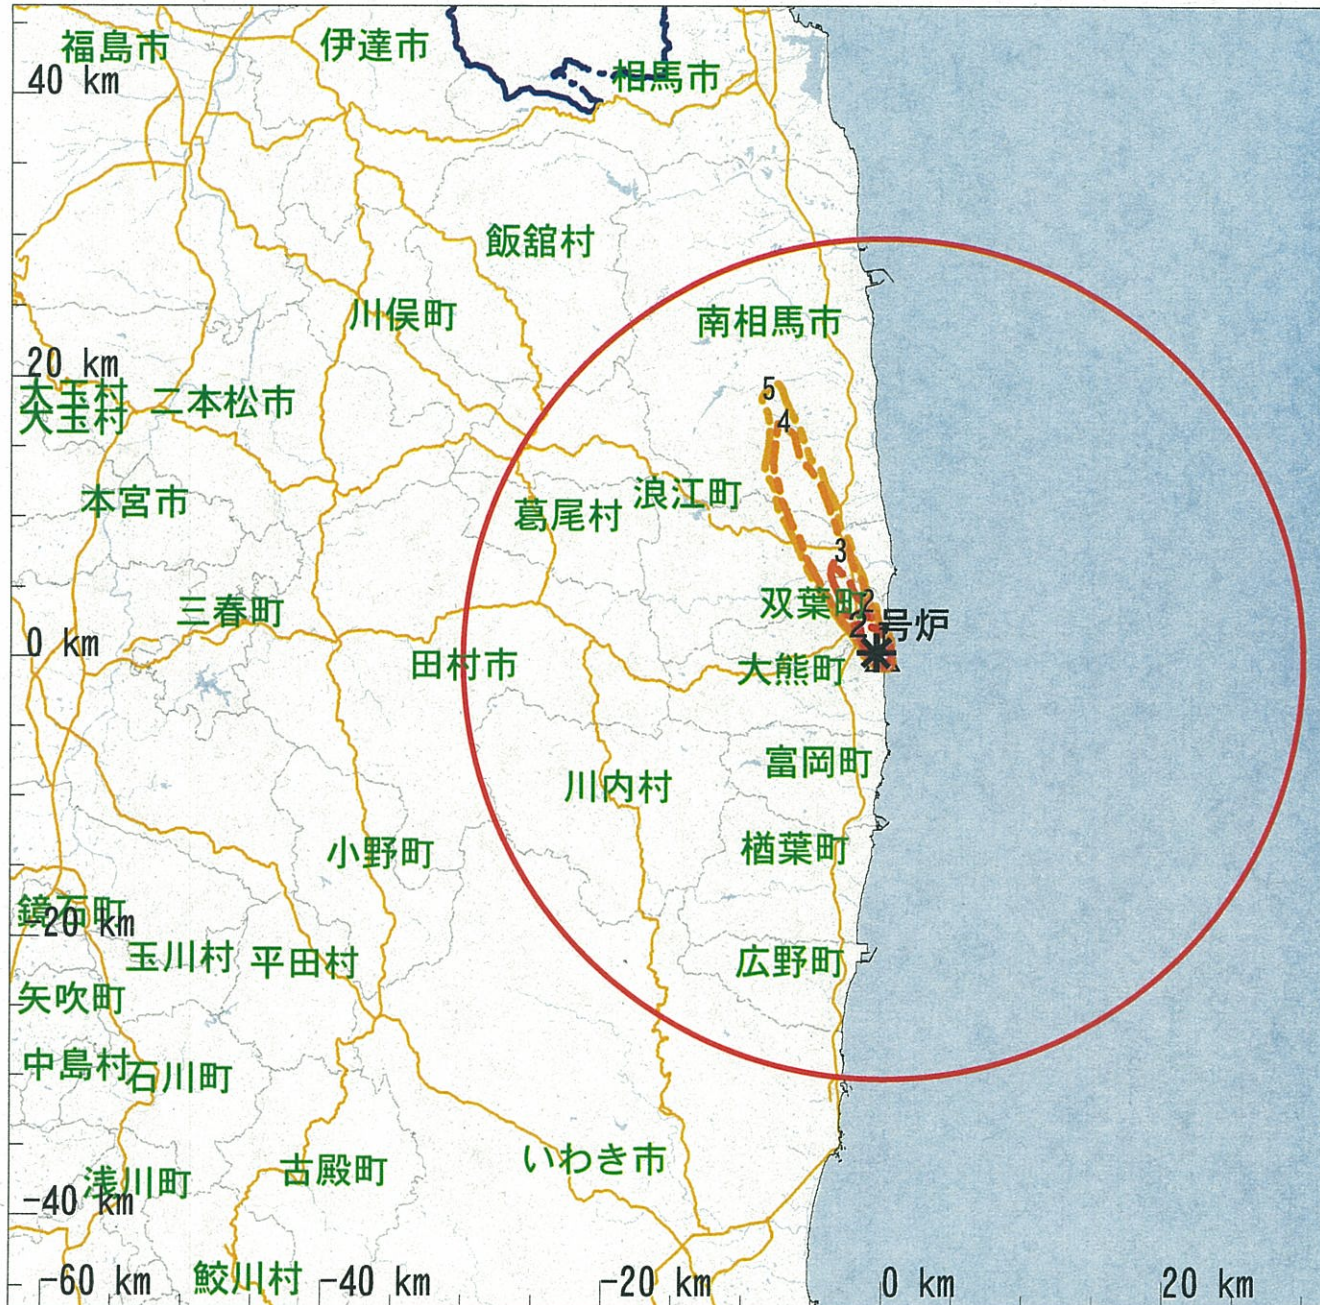 福島市
伊達市
相馬市
40 km
飯舘村
川俣町
南相馬市
20 km
大玉村
大玉村
二本松市
5
4
本宮市
葛尾村
浪江町
3
三春町
双葉町
2
2号炉
0 km
田村市
大熊町
富岡町
川内村
楢葉町
小野町
鏡石町
-20 km
玉川村
平田村
広野町
矢吹町
中島村
石川町
いわき市
古殿町
浅川町
-40 km
鮫川村
-60 km
-40 km
-20 km
0 km
20 km